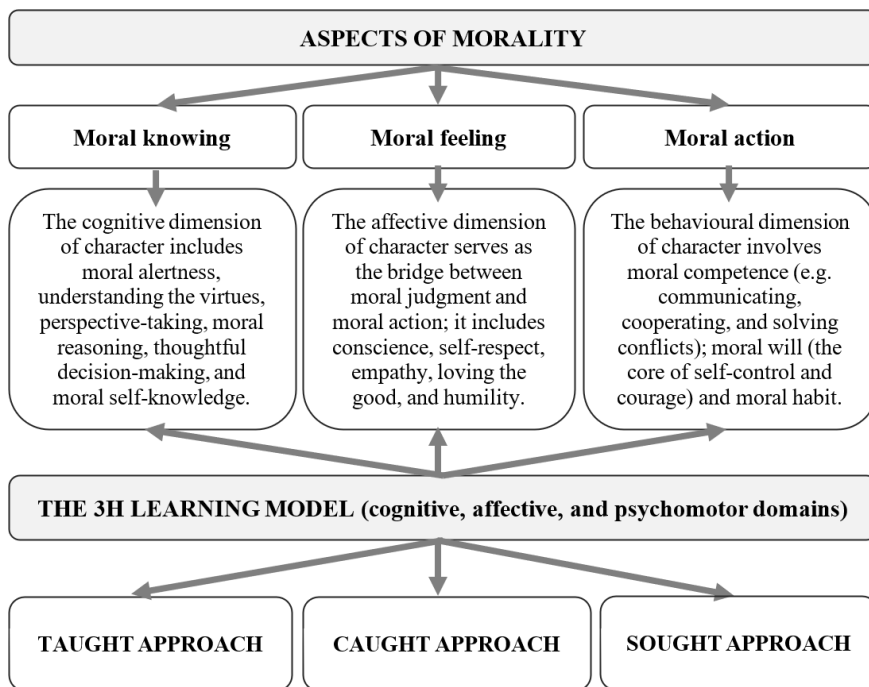 ASPECTS OF MORALITY
Moral knowing
Moral feeling
Moral action
The cognitive dimension
of character includes
moral alertness,
understanding the virtues,
perspective-taking, moral
reasoning, thoughtful
decision-making, and
moral self-knowledge.
The affective dimension
of character serves as
the bridge between
moral judgment and
moral action; it includes
conscience, self-respect,
empathy, loving the
good, and humility.
The behavioural dimension
of character involves
moral competence (e.g.
communicating,
cooperating, and solving
conflicts); moral will (the
core of self-control and
courage) and moral habit.
THE 3H LEARNING MODEL (cognitive, affective, and psychomotor domains)
TAUGHT APPROACH
CAUGHT APPROACH
SOUGHT APPROACH